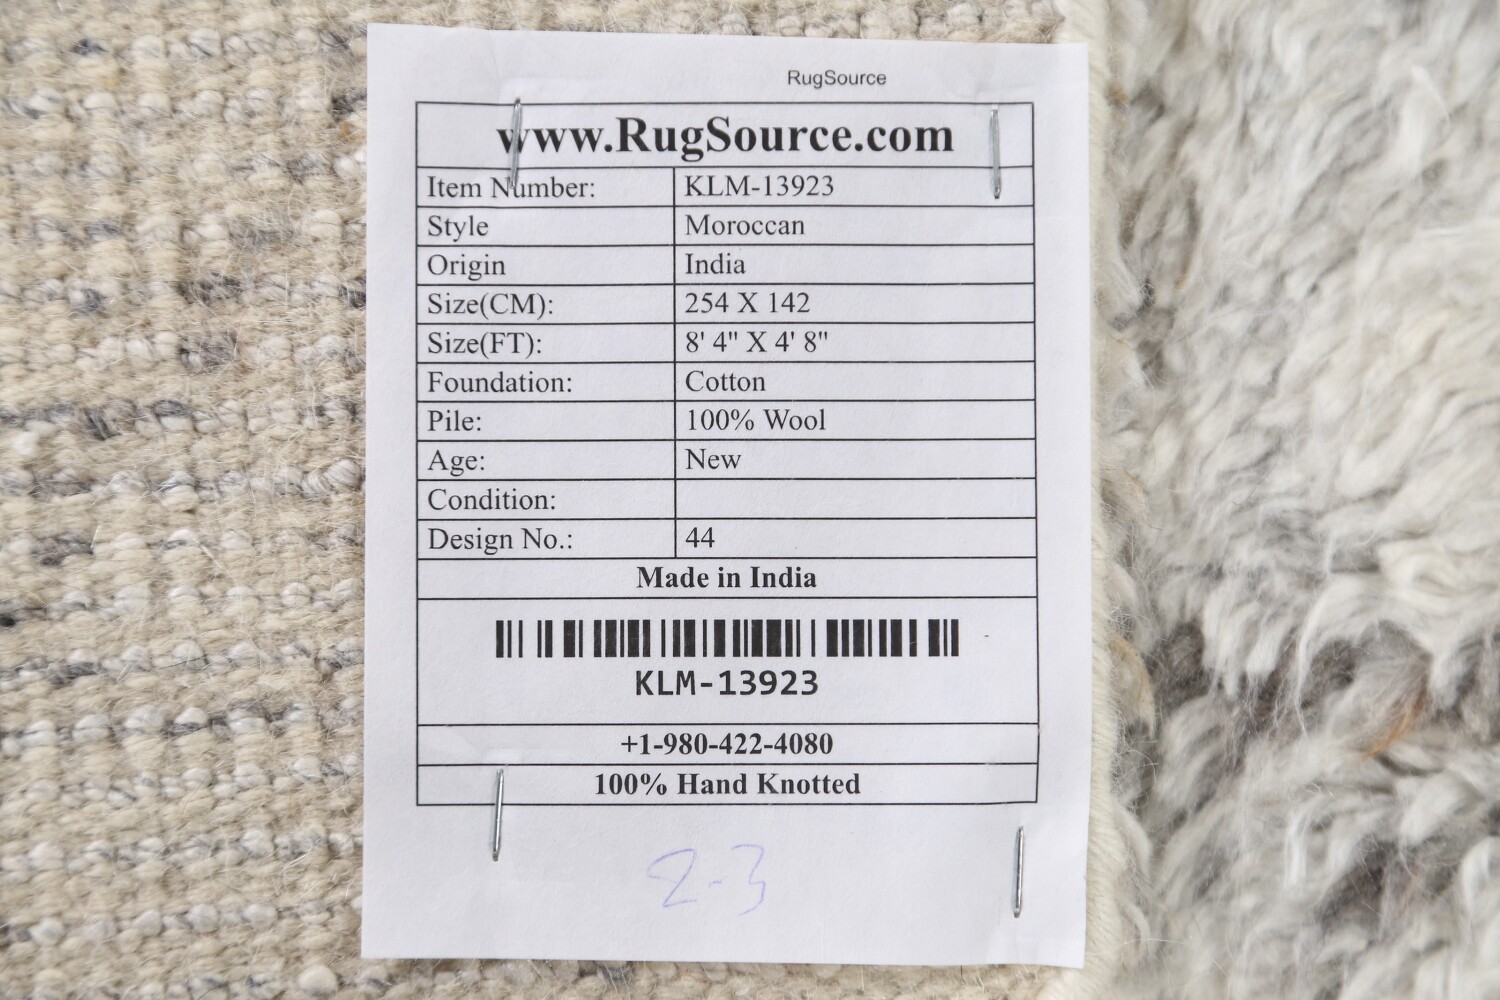 RugSource
www.RugSource.com
Item Number: KLM-13923
Style Moroccan
Origin India
Size(CM): 254 X 142
Size(FT): 8' 4" X 4' 8"
Foundation: Cotton
Pile: 100% Wool
Age: New
Condition:
Design No.: 44
Made in India
KLM-13923
+1-980-422-4080
100% Hand Knotted
2-3